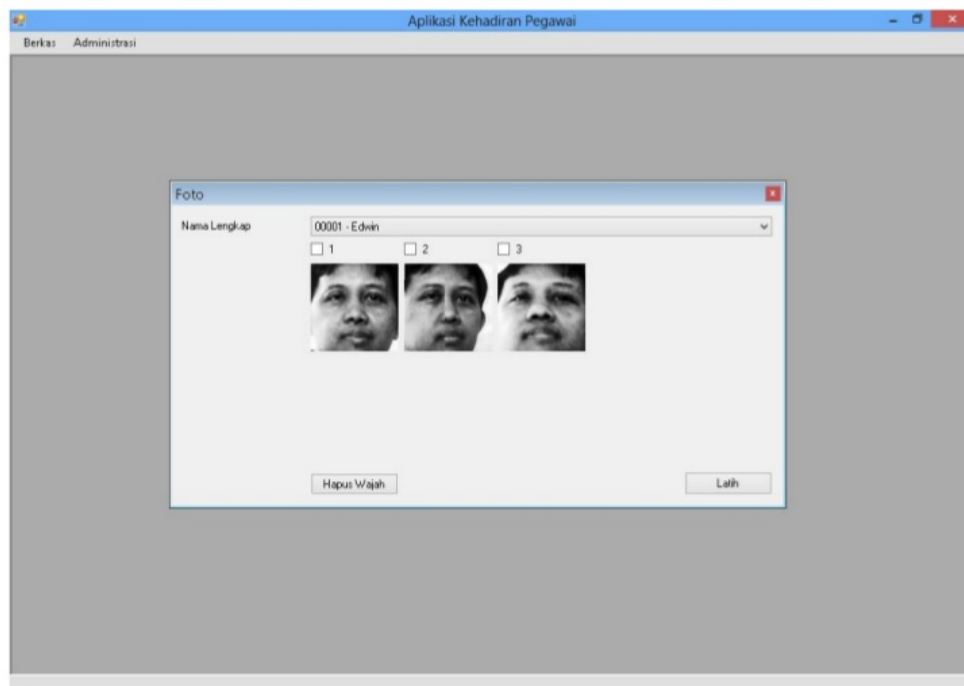 Aplikasi Kehadiran Pegawai
Berkas Administrasi
Foto
Nama Lengkap 00001 - Edwin
1 2 3
Hapus Wajah Latih